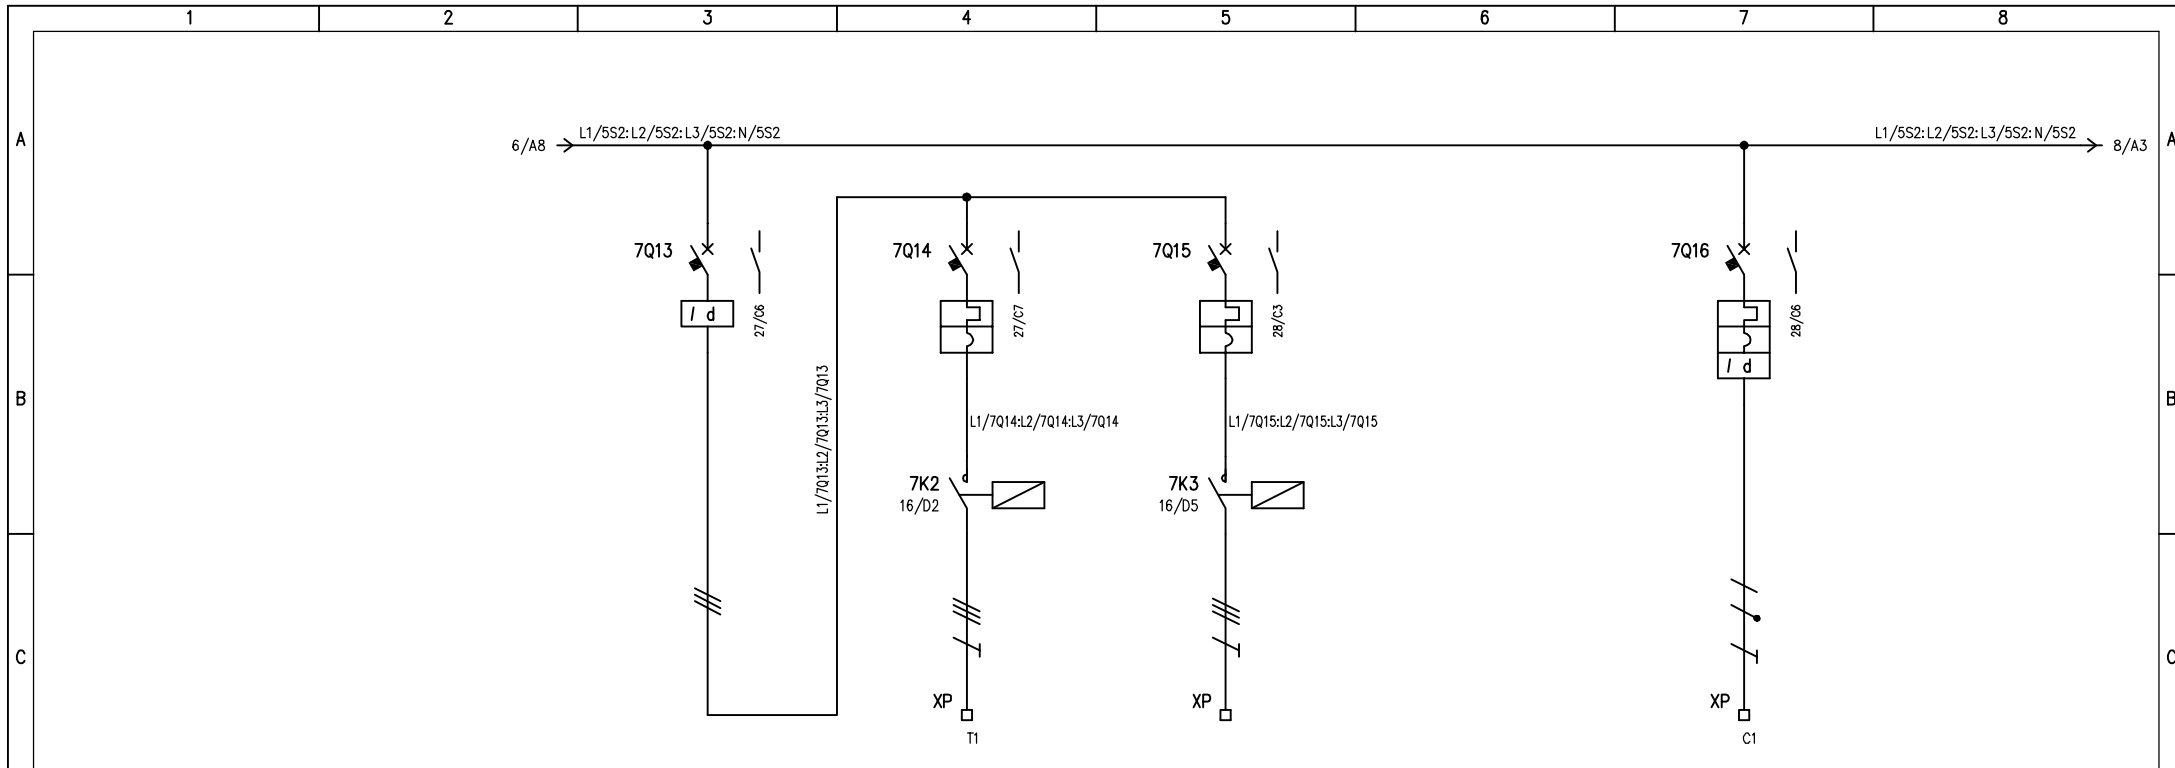 1 2 3 4 5 6 7 8
A A
6/A8 L1/5S2:L2/5S2:L3/5S2:N/5S2 L1/5S2:L2/5S2:L3/5S2:N/5S2 8/A3
7Q13 7Q14 7Q15 7Q16
27/C6 27/C7 28/C3 28/C6
I d
I d
B B
L1/7Q13:L2/7Q13:L3/7Q13
L1/7Q14:L2/7Q14:L3/7Q14 L1/7Q15:L2/7Q15:L3/7Q15
7K2 7K3
16/D2 16/D5
C C
XP XP XP
T1 C1